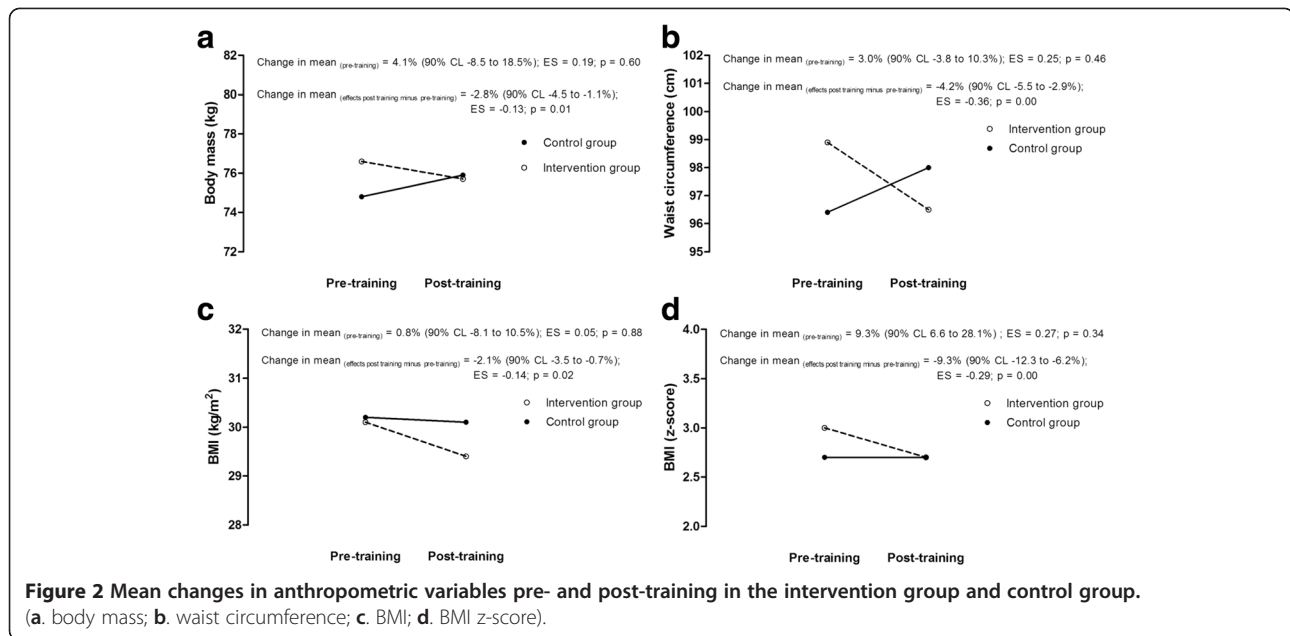 a
82
80
78
76
74
72
Body mass (kg)
Change in mean (pre-training) = 4.1% (90% CL -8.5 to 18.5%); ES = 0.19; p = 0.60
Change in mean (effects post training minus pre-training) = -2.8% (90% CL -4.5 to -1.1%);
ES = -0.13; p = 0.01
Control group
Intervention group
Pre-training Post-training
b
102
101
100
99
98
97
96
95
Waist circumference (cm)
Change in mean (pre-training) = 3.0% (90% CL -3.8 to 10.3%); ES = 0.25; p = 0.46
Change in mean (effects post training minus pre-training) = -4.2% (90% CL -5.5 to -2.9%);
ES = -0.36; p = 0.00
Intervention group
Control group
Pre-training Post-training
c
32
31
30
29
28
BMI (kg/m²)
Change in mean (pre-training) = 0.8% (90% CL -8.1 to 10.5%); ES = 0.05; p = 0.88
Change in mean (effects post training minus pre-training) = -2.1% (90% CL -3.5 to -0.7%);
ES = -0.14; p = 0.02
Intervention group
Control group
Pre-training Post-training
d
4.0
3.5
3.0
2.5
2.0
BMI (z-score)
Change in mean (pre-training) = 9.3% (90% CL 6.6 to 28.1%) ; ES = 0.27; p = 0.34
Change in mean (effects post training minus pre-training) = -9.3% (90% CL -12.3 to -6.2%);
ES = -0.29; p = 0.00
Intervention group
Control group
Pre-training Post-training
Figure 2 Mean changes in anthropometric variables pre- and post-training in the intervention group and control group.
(a. body mass; b. waist circumference; c. BMI; d. BMI z-score).